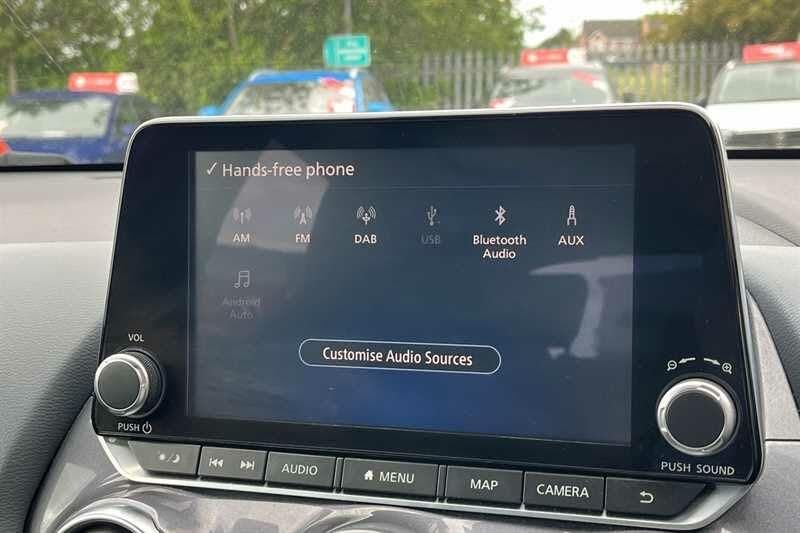 ✓ Hands-free phone
AM FM DAB USB Bluetooth Audio AUX
Android Auto
Customise Audio Sources
VOL
PUSH
PUSH SOUND
AUDIO MENU MAP CAMERA